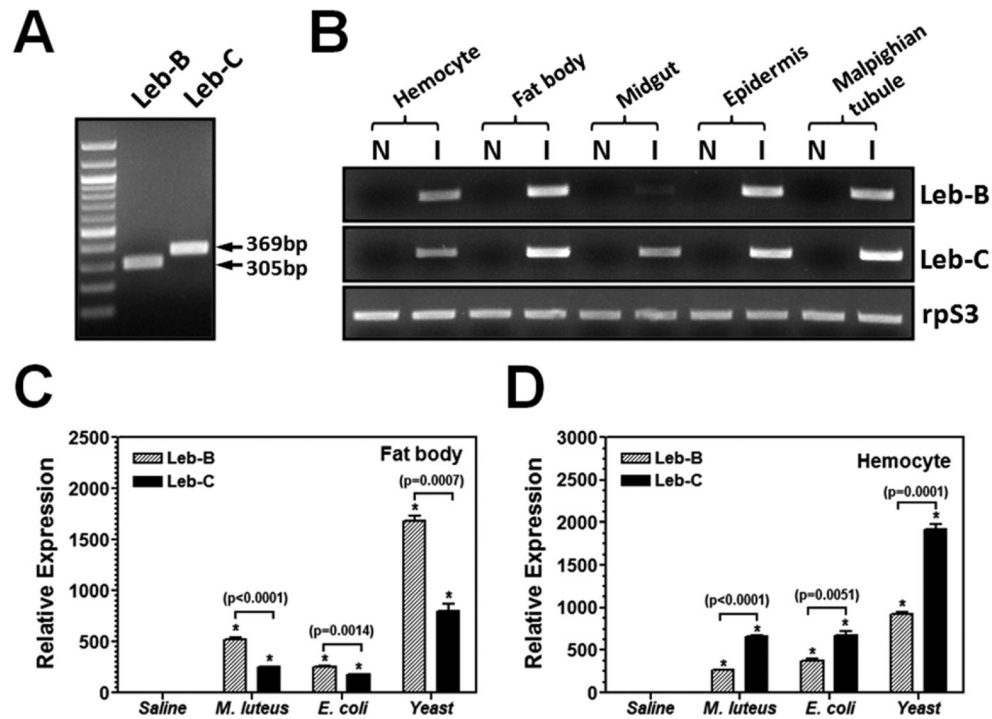 A
Leb-B
Leb-C
369bp
305bp
B
Hemocyte
Fat body
Midgut
Epidermis
Malpighian
tubule
N I N I N I N I N I
Leb-B
Leb-C
rpS3
C
Relative Expression
2500
2000
1500
1000
500
0
Leb-B
Leb-C
Fat body
(p=0.0007)
*
*
(p<0.0001)
*
*
(p=0.0014)
*
*
Saline M. luteus E. coli Yeast
D
Relative Expression
3000
2500
2000
1500
1000
500
0
Leb-B
Leb-C
Hemocyte
(p=0.0001)
*
*
(p<0.0001)
*
*
(p=0.0051)
*
*
Saline M. luteus E. coli Yeast